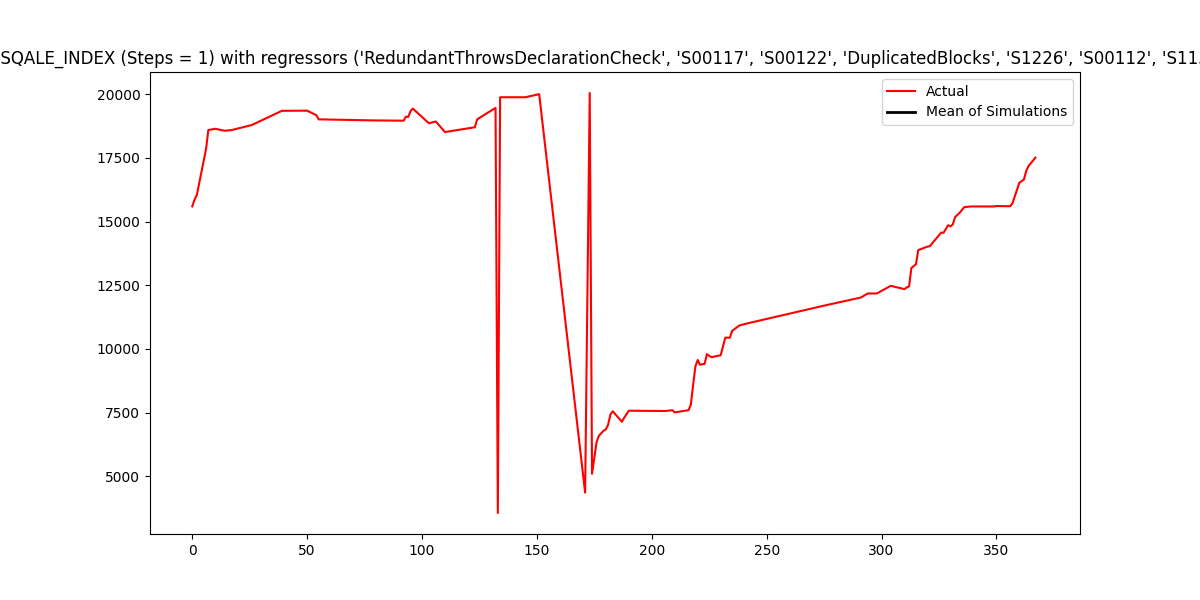 SQALE_INDEX (Steps = 1) with regressors ('RedundantThrowsDeclarationCheck', 'S00117', 'S00122', 'DuplicatedBlocks', 'S1226', 'S00112', 'S11
Actual
Mean of Simulations
20000
17500
15000
12500
10000
7500
5000
0 50 100 150 200 250 300 350